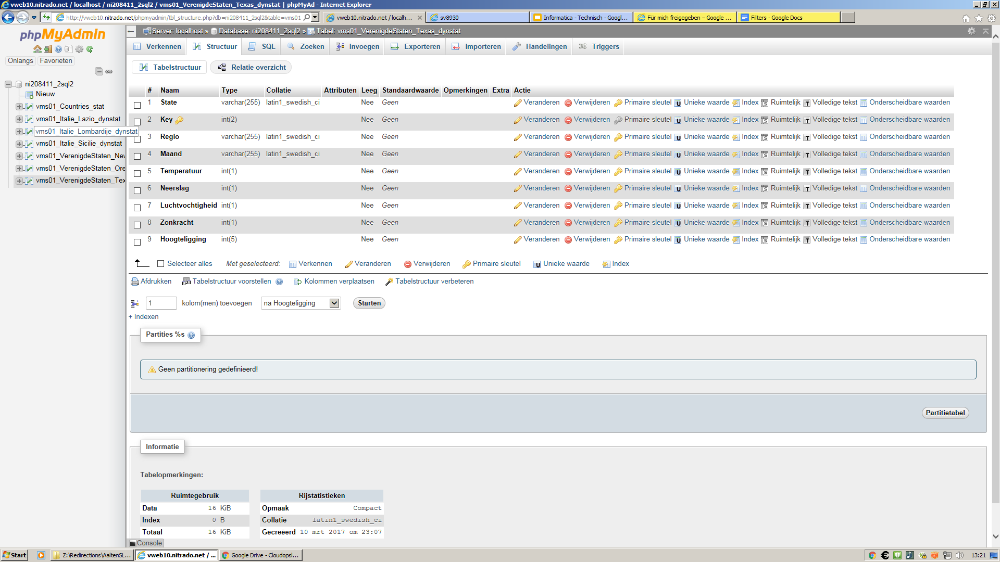 vweb10.nitrado.net / localhost / ni208411_2sql2 / vms01_VerenigdeStaten_Texas_dynstat | phpMyAd - Internet Explorer
http://vweb10.nitrado.net/phpmyadmin/tbl_structure.php?db=ni208411_2sql2&table=vms01
vweb10.nitrado.net / localh...
sv8930
Informatica - Technisch - Googl...
Für mich freigegeben – Google ...
Filters - Google Docs
phpMyAdmin
Onlangs Favorieten
ni208411_2sql2
Nieuw
vms01_Countries_stat
vms01_Italie_Lazio_dynstat
vms01_Italie_Lombardije_dynstat
vms01_Italie_Sicilie_dynstat
vms01_VerenigdeStaten_Nev
vms01_VerenigdeStaten_Ore
vms01_VerenigdeStaten_Tex
Server: localhost » Database: ni208411_2sql2 » Tabel: vms01_VerenigdeStaten_Texas_dynstat
Verkennen Structuur SQL Zoeken Invoegen Exporteren Importeren Handelingen Triggers
Tabelstructuur Relatie overzicht
# Naam Type Collatie Attributen Leeg Standaardwaarde Opmerkingen Extra Actie
1 State varchar(255) latin1_swedish_ci Nee Geen Veranderen Verwijderen Primaire sleutel Unieke waarde Index Ruimtelijk Volledige tekst Onderscheidbare waarden
2 Key int(2) Nee Geen Veranderen Verwijderen Primaire sleutel Unieke waarde Index Ruimtelijk Volledige tekst Onderscheidbare waarden
3 Regio varchar(255) latin1_swedish_ci Nee Geen Veranderen Verwijderen Primaire sleutel Unieke waarde Index Ruimtelijk Volledige tekst Onderscheidbare waarden
4 Maand varchar(255) latin1_swedish_ci Nee Geen Veranderen Verwijderen Primaire sleutel Unieke waarde Index Ruimtelijk Volledige tekst Onderscheidbare waarden
5 Temperatuur int(1) Nee Geen Veranderen Verwijderen Primaire sleutel Unieke waarde Index Ruimtelijk Volledige tekst Onderscheidbare waarden
6 Neerslag int(1) Nee Geen Veranderen Verwijderen Primaire sleutel Unieke waarde Index Ruimtelijk Volledige tekst Onderscheidbare waarden
7 Luchtvochtigheid int(1) Nee Geen Veranderen Verwijderen Primaire sleutel Unieke waarde Index Ruimtelijk Volledige tekst Onderscheidbare waarden
8 Zonkracht int(1) Nee Geen Veranderen Verwijderen Primaire sleutel Unieke waarde Index Ruimtelijk Volledige tekst Onderscheidbare waarden
9 Hoogteligging int(5) Nee Geen Veranderen Verwijderen Primaire sleutel Unieke waarde Index Ruimtelijk Volledige tekst Onderscheidbare waarden
Selecteer alles Met geselecteerd: Verkennen Veranderen Verwijderen Primaire sleutel Unieke waarde Index
Afdrukken Tabelstructuur voorstellen Kolommen verplaatsen Tabelstructuur verbeteren
1 kolom(men) toevoegen na Hoogteligging Starten
+ Indexen
Partities %s
Geen partitionering gedefinieerd!
Partitietabel
Informatie
Tabelopmerkingen:
Ruimtegebruik
Data 16 KiB
Index 0 B
Totaal 16 KiB
Rijstatistieken
Opmaak Compact
Collatie latin1_swedish_ci
Gecreëerd 10 mrt 2017 om 23:07
Console
Start
Z:\Redirections\AaltenSL...
vweb10.nitrado.net / ...
Google Drive - Cloudopsl...
13:21